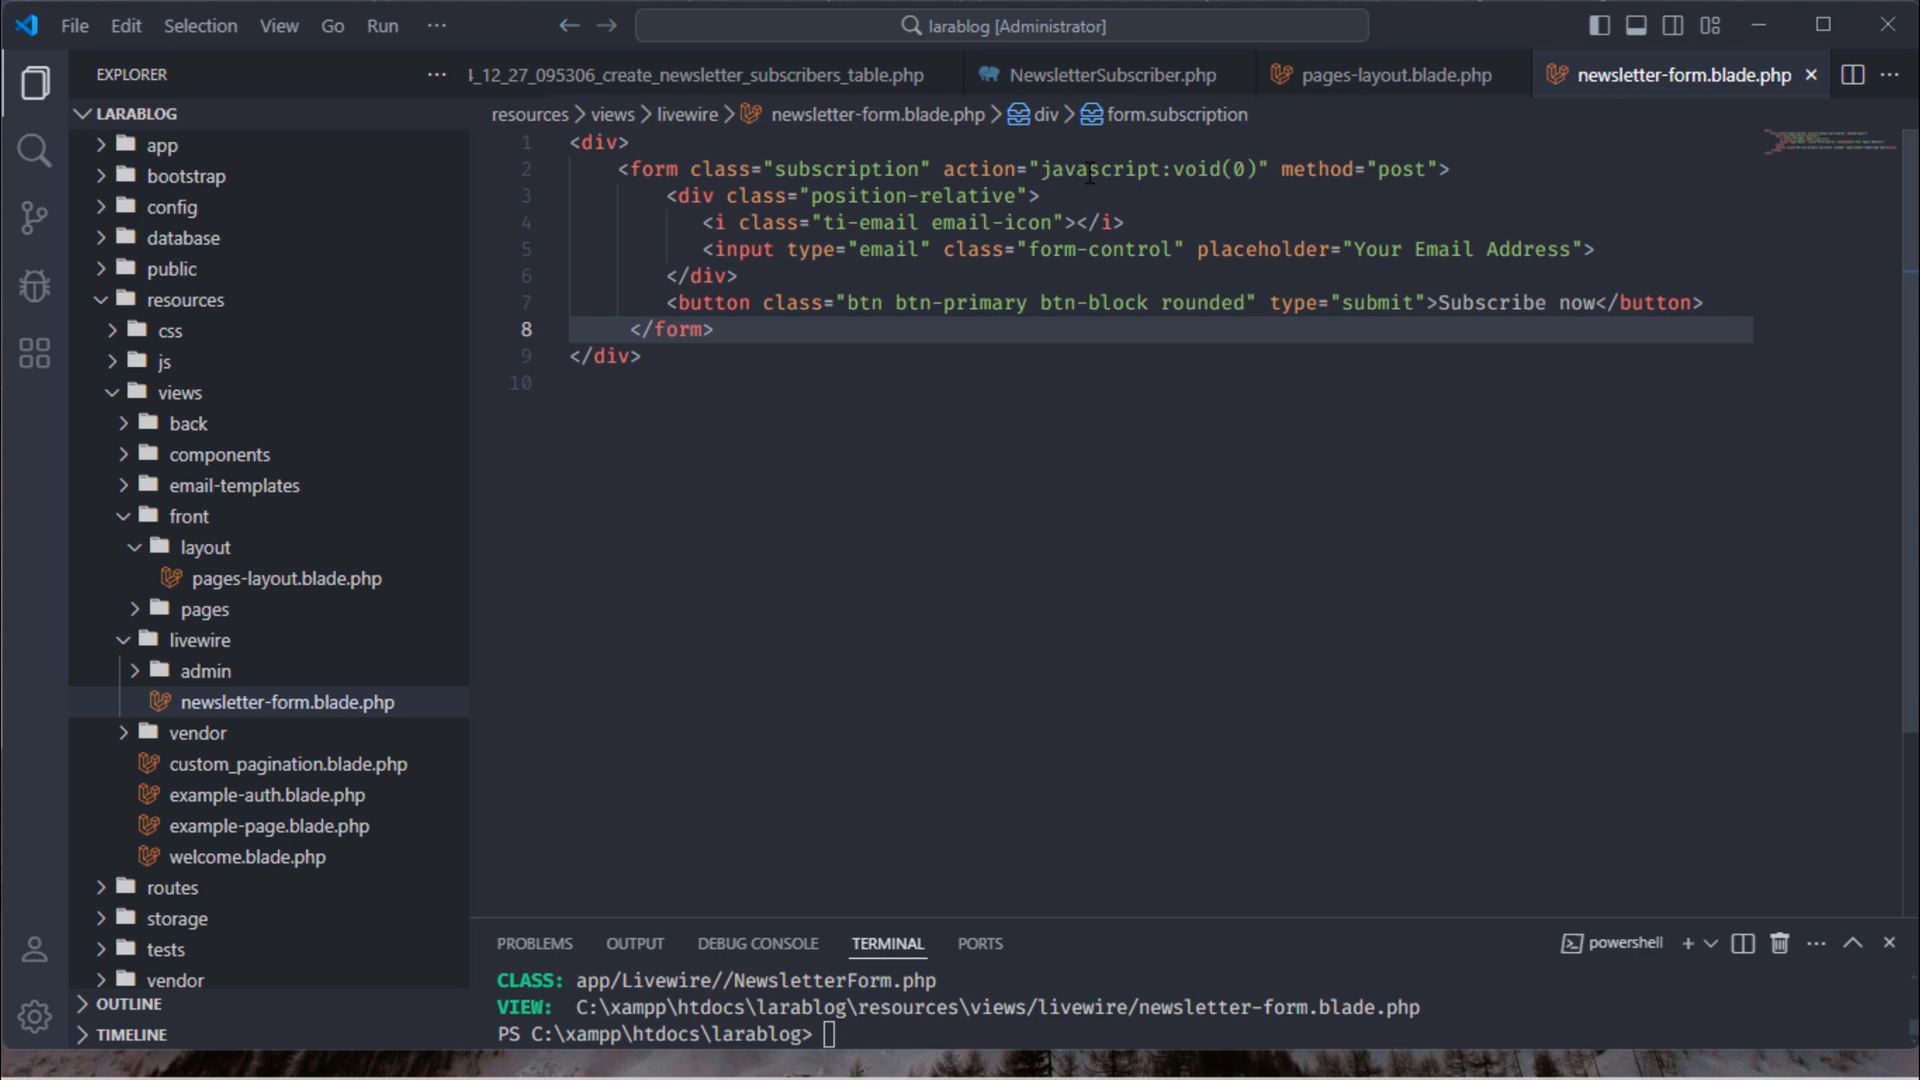 File Edit Selection View Go Run ···
larablog [Administrator]
EXPLORER ···
_12_27_095306_create_newsletter_subscribers_table.php
NewsletterSubscriber.php
pages-layout.blade.php
newsletter-form.blade.php
LARABLOG
resources > views > livewire > newsletter-form.blade.php > div > form.subscription
app
bootstrap
config
database
public
resources
css
js
views
back
components
email-templates
front
layout
pages-layout.blade.php
pages
livewire
admin
newsletter-form.blade.php
vendor
custom_pagination.blade.php
example-auth.blade.php
example-page.blade.php
welcome.blade.php
routes
storage
tests
vendor
OUTLINE
TIMELINE
1 <div>
2 <form class="subscription" action="javascript:void(0)" method="post">
3 <div class="position-relative">
4 <i class="ti-email email-icon"></i>
5 <input type="email" class="form-control" placeholder="Your Email Address">
6 </div>
7 <button class="btn btn-primary btn-block rounded" type="submit">Subscribe now</button>
8 </form>
9 </div>
10
PROBLEMS OUTPUT DEBUG CONSOLE TERMINAL PORTS
powershell
CLASS: app/Livewire//NewsletterForm.php
VIEW: C:\xampp\htdocs\larablog\resources\views/livewire/newsletter-form.blade.php
PS C:\xampp\htdocs\larablog>